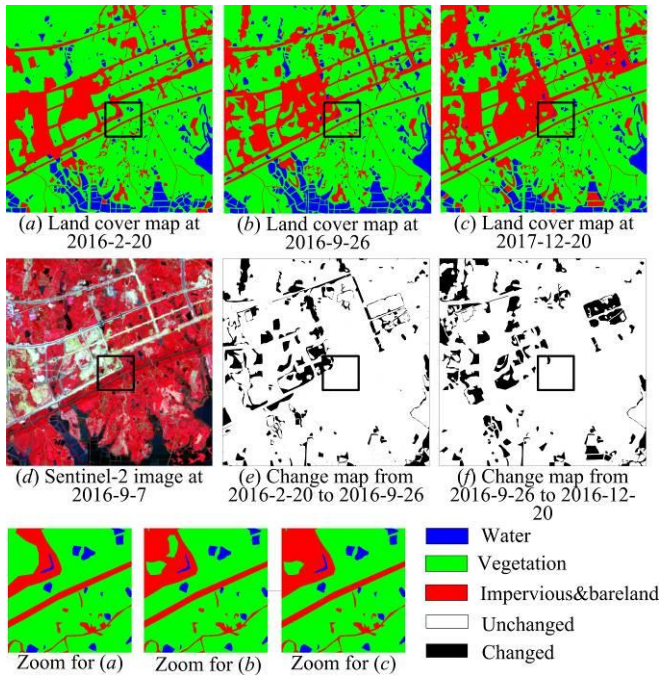 (a) Land cover map at
2016-2-20
(b) Land cover map at
2016-9-26
(c) Land cover map at
2017-12-20
(d) Sentinel-2 image at
2016-9-7
(e) Change map from
2016-2-20 to 2016-9-26
(f) Change map from
2016-9-26 to 2016-12-
20
Zoom for (a)
Zoom for (b)
Zoom for (c)
Water
Vegetation
Impervious&bareland
Unchanged
Changed